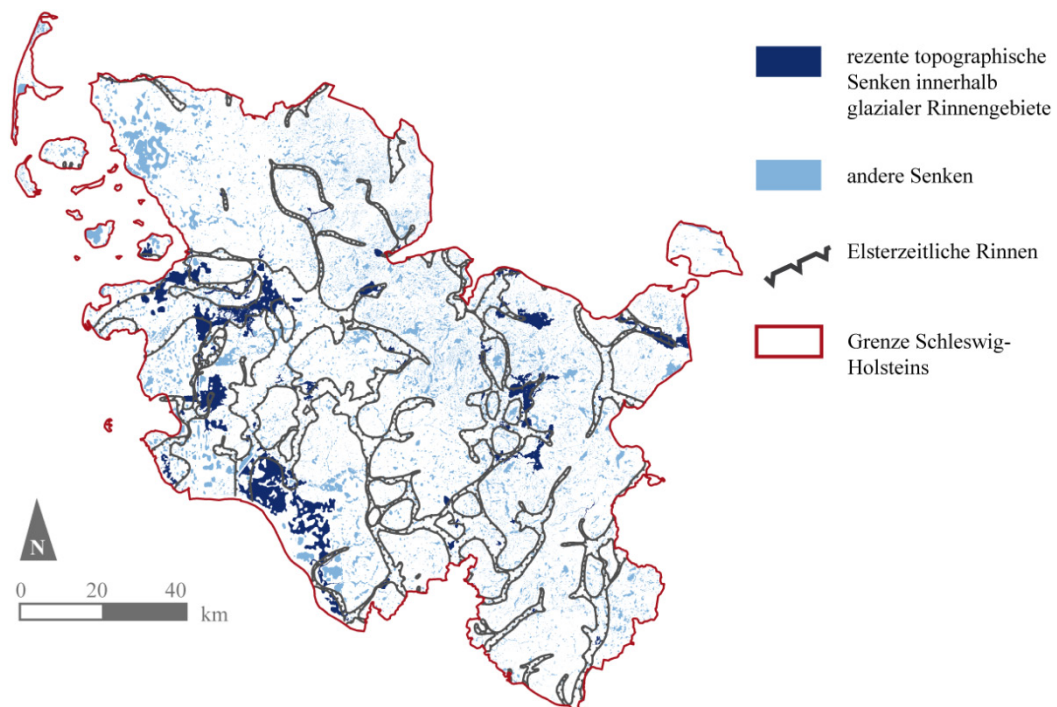 rezente topographische
Senken innerhalb
glazialer Rinnengebiete
andere Senken
Elsterzeitliche Rinnen
Grenze Schleswig-
Holsteins
N
0 20 40
km